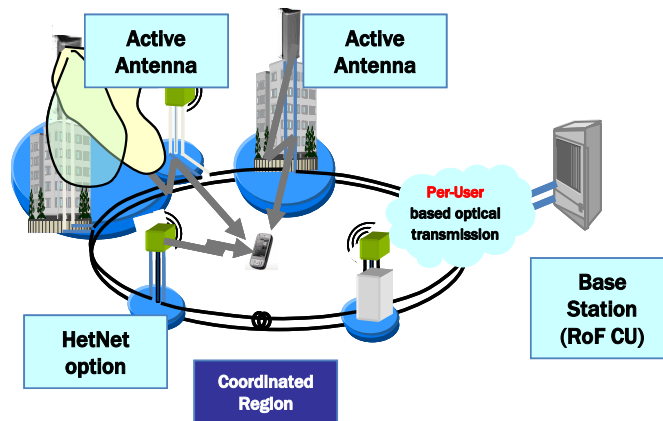 Active
Antenna
Active
Antenna
Per-User
based optical
transmission
Base
Station
(RoF CU)
HetNet
option
Coordinated
Region